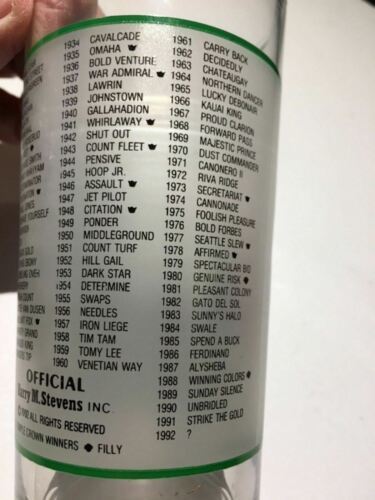 1934 CAVALCADE
1935 OMAHA
1936 BOLD VENTURE
1937 WAR ADMIRAL
1938 LAWRIN
1939 JOHNSTOWN
1940 GALLAHADION
1941 WHIRLAWAY
1942 SHUT OUT
1943 COUNT FLEET
1944 PENSIVE
1945 HOOP JR.
1946 ASSAULT
1947 JET PILOT
1948 CITATION
1949 PONDER
1950 MIDDLEGROUND
1951 COUNT TURF
1952 HILL GAIL
1953 DARK STAR
1954 DETERMINE
1955 SWAPS
1956 NEEDLES
1957 IRON LIEGE
1958 TIM TAM
1959 TOMY LEE
1960 VENETIAN WAY
OFFICIAL
Harry M. Stevens INC.
© 1992 ALL RIGHTS RESERVED
CROWN WINNERS ◆ FILLY
1961 CARRY BACK
1962 DECIDEDLY
1963 CHATEAUGAY
1964 NORTHERN DANCER
1965 LUCKY DEBONAIR
1966 KAUAI KING
1967 PROUD CLARION
1968 FORWARD PASS
1969 MAJESTIC PRINCE
1970 DUST COMMANDER
1971 CANONERO II
1972 RIVA RIDGE
1973 SECRETARIAT
1974 CANNONADE
1975 FOOLISH PLEASURE
1976 BOLD FORBES
1977 SEATTLE SLEW
1978 AFFIRMED
1979 SPECTACULAR BID
1980 GENUINE RISK ◆
1981 PLEASANT COLONY
1982 GATO DEL SOL
1983 SUNNY'S HALO
1984 SWALE
1985 SPEND A BUCK
1986 FERDINAND
1987 ALYSHEBA
1988 WINNING COLORS ◆
1989 SUNDAY SILENCE
1990 UNBRIDLED
1991 STRIKE THE GOLD
1992 ?